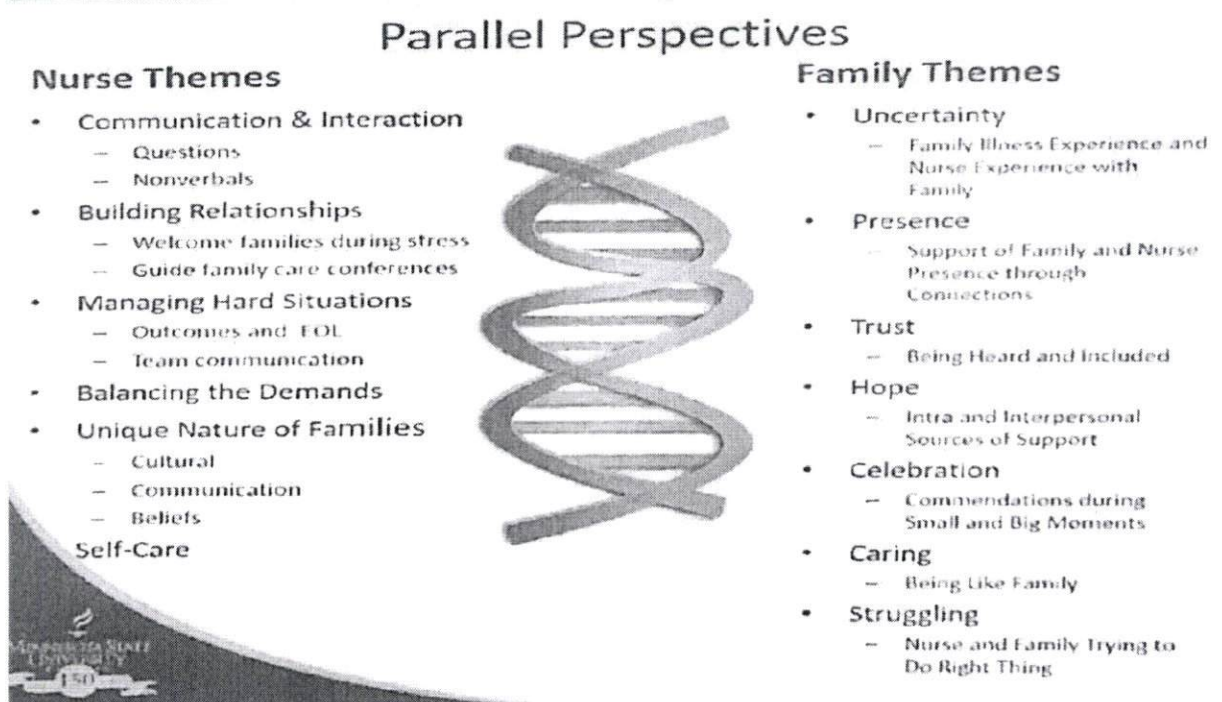 Parallel Perspectives
Nurse Themes
• Communication & Interaction
– Questions
– Nonverbals
• Building Relationships
– Welcome families during stress
– Guide family care conferences
• Managing Hard Situations
– Outcomes and EOL
– Team communication
• Balancing the Demands
• Unique Nature of Families
– Cultural
– Communication
– Beliefs
Self-Care
Family Themes
• Uncertainty
– Family Illness Experience and
Nurse Experience with
Family
• Presence
– Support of Family and Nurse
Presence through
Connections
• Trust
– Being Heard and Included
• Hope
– Intra and Interpersonal
Sources of Support
• Celebration
– Commendations during
Small and Big Moments
• Caring
– Being Like Family
• Struggling
– Nurse and Family Trying to
Do Right Thing
MINNESOTA STATE
UNIVERSITY
150